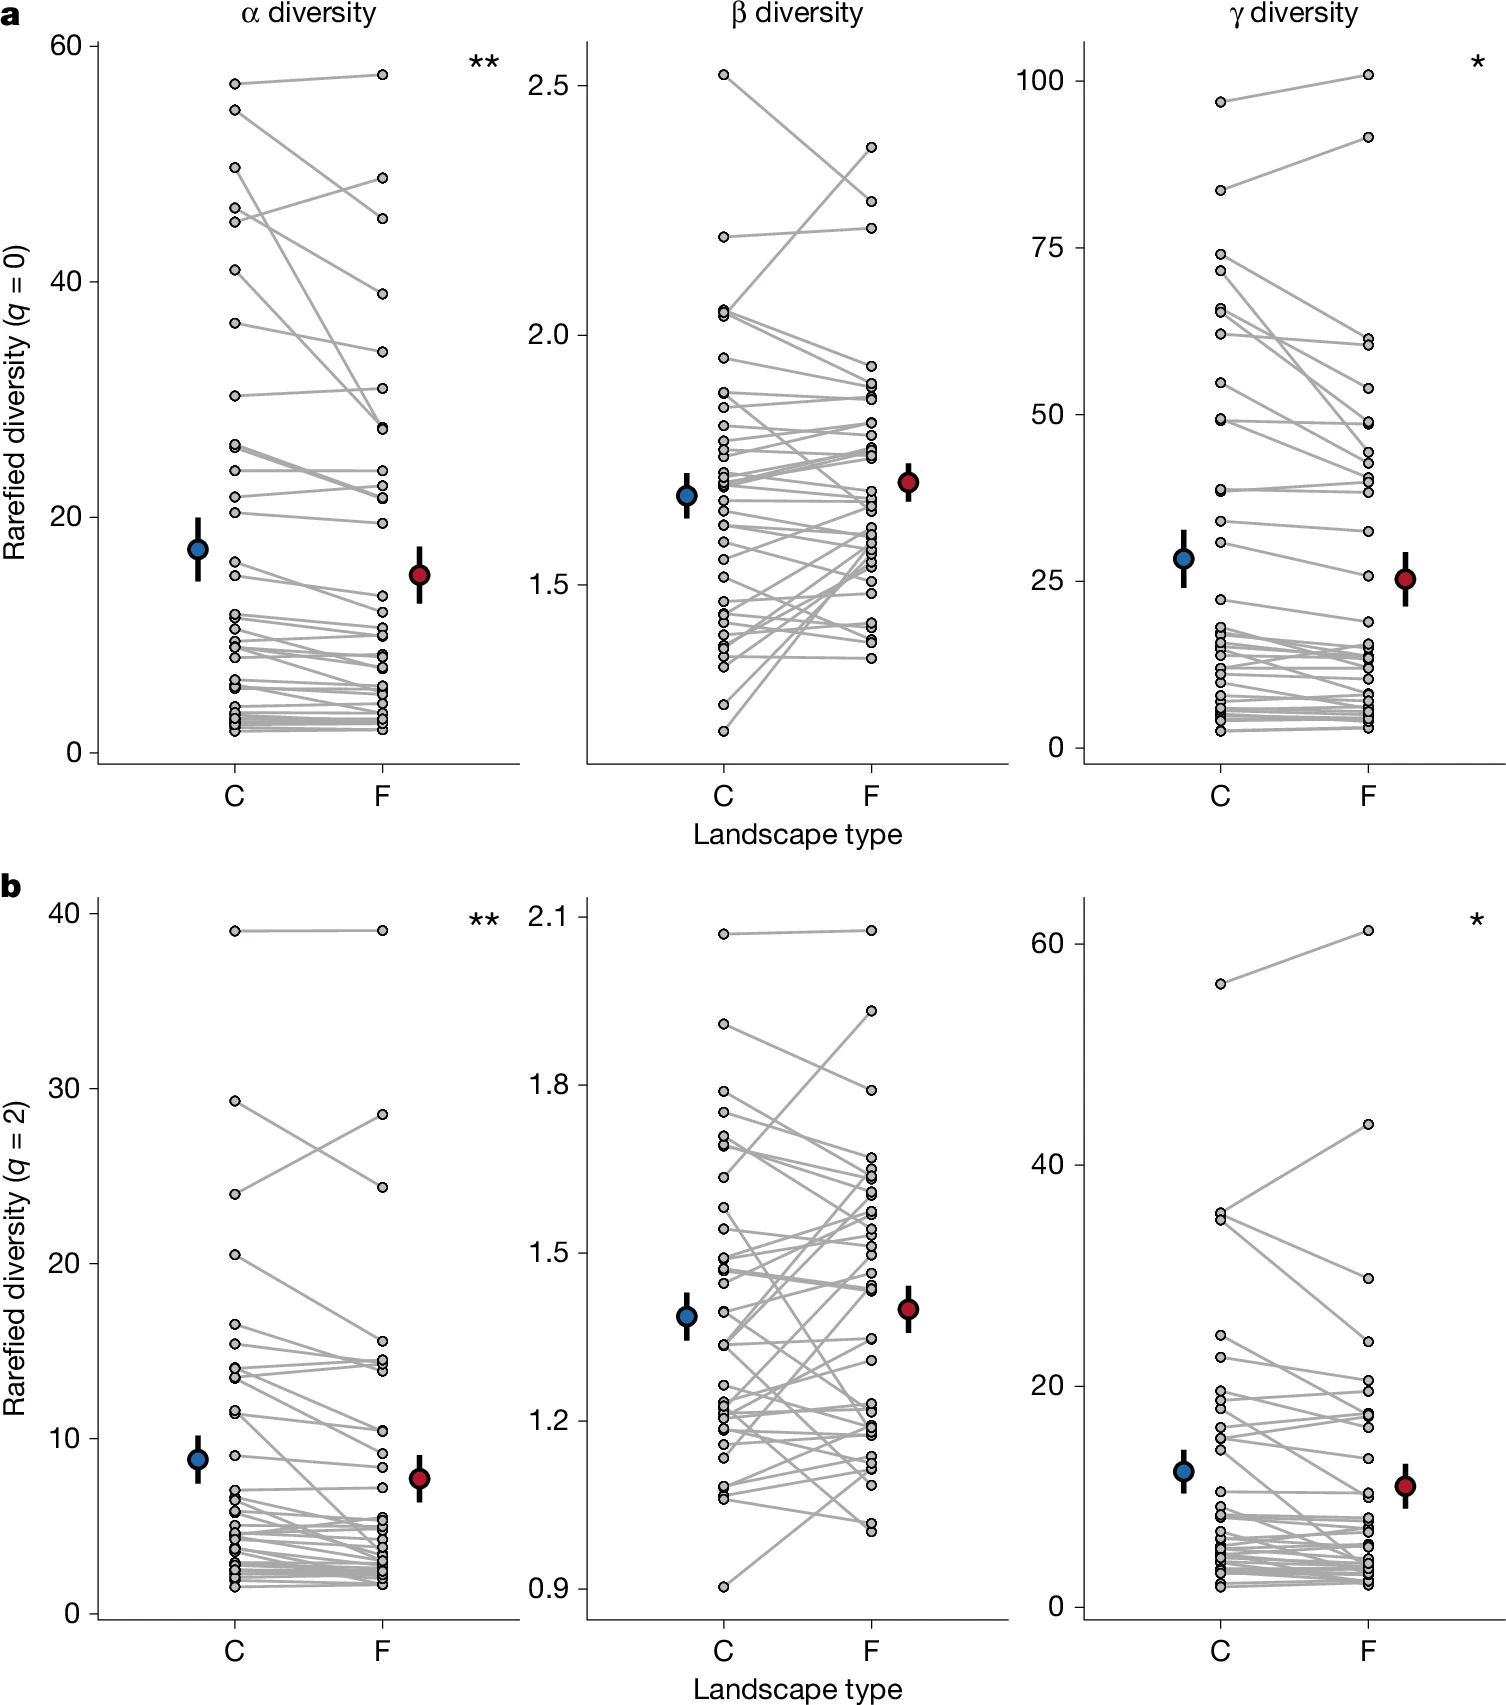 a
α diversity
β diversity
γ diversity
Rarefied diversity (q = 0)
60
40
20
0
**
C
F
2.5
2.0
1.5
C
F
100
75
50
25
0
*
C
F
Landscape type
b
Rarefied diversity (q = 2)
40
30
20
10
0
**
C
F
2.1
1.8
1.5
1.2
0.9
C
F
60
40
20
0
*
C
F
Landscape type